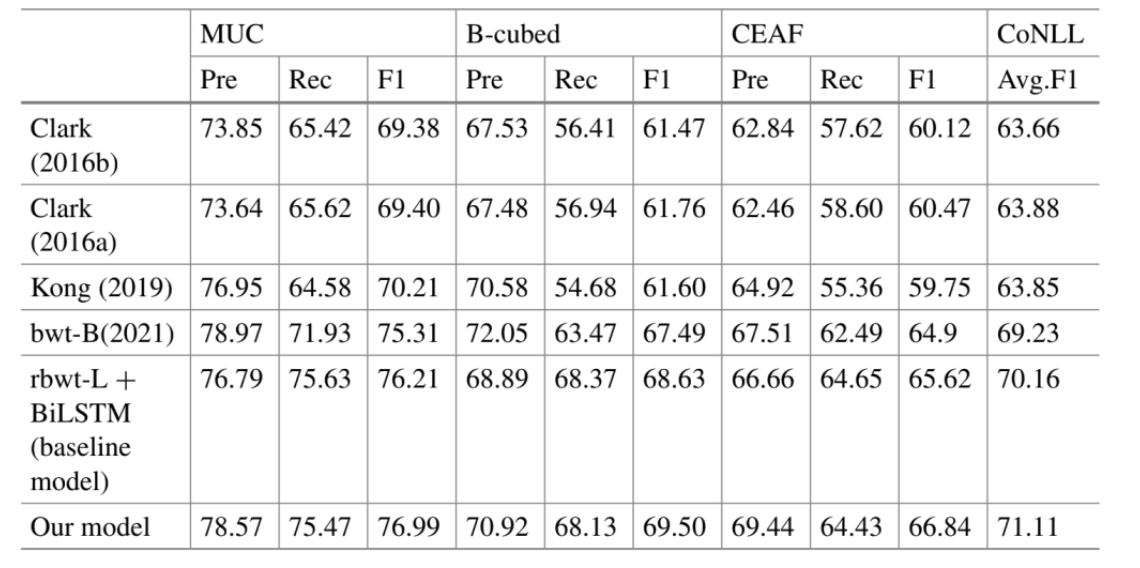 MUC B-cubed CEAF CoNLL
Pre Rec F1 Pre Rec F1 Pre Rec F1 Avg.F1
Clark 73.85 65.42 69.38 67.53 56.41 61.47 62.84 57.62 60.12 63.66
(2016b)
Clark 73.64 65.62 69.40 67.48 56.94 61.76 62.46 58.60 60.47 63.88
(2016a)
Kong (2019) 76.95 64.58 70.21 70.58 54.68 61.60 64.92 55.36 59.75 63.85
bwt-B(2021) 78.97 71.93 75.31 72.05 63.47 67.49 67.51 62.49 64.9 69.23
rbwt-L + 76.79 75.63 76.21 68.89 68.37 68.63 66.66 64.65 65.62 70.16
BiLSTM
(baseline
model)
Our model 78.57 75.47 76.99 70.92 68.13 69.50 69.44 64.43 66.84 71.11